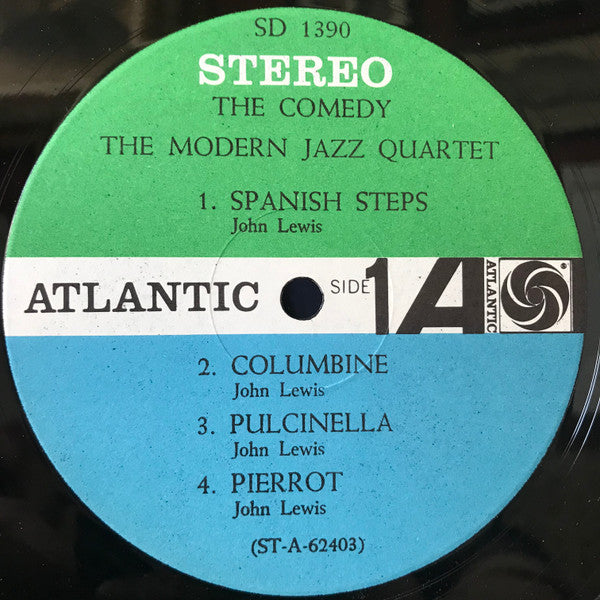 SD 1390
STEREO
THE COMEDY
THE MODERN JAZZ QUARTET
1. SPANISH STEPS
John Lewis
ATLANTIC SIDE 1 A ATLANTIC ®
2. COLUMBINE
John Lewis
3. PULCINELLA
John Lewis
4. PIERROT
John Lewis
(ST-A-62403)